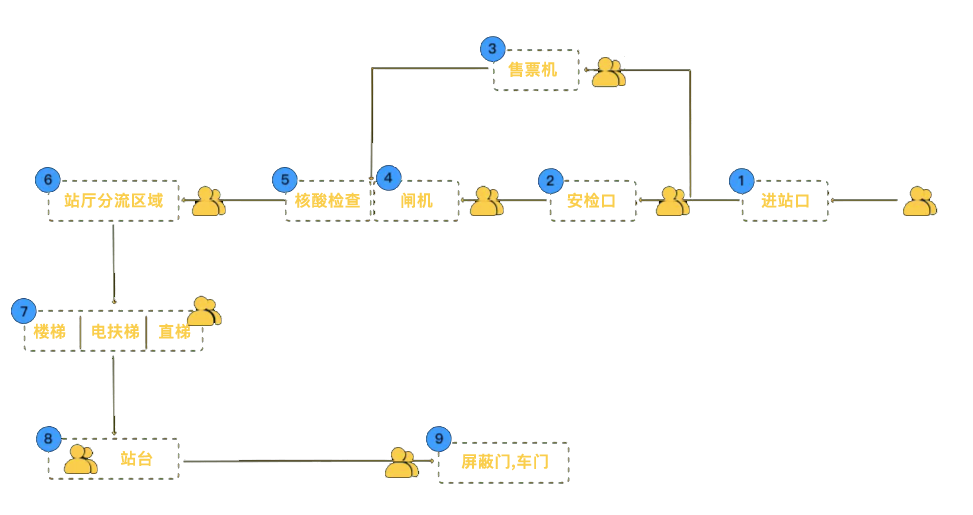 3
售票机
6
站厅分流区域
5
核酸检查
4
闸机
2
安检口
1
进站口
7
楼梯
电扶梯
直梯
8
站台
9
屏蔽门,车门